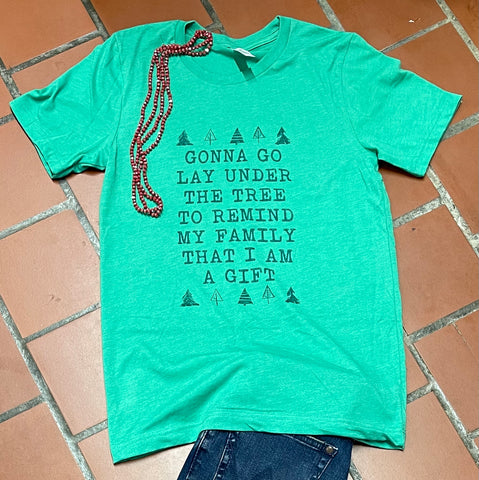 GONNA GO
LAY UNDER
THE TREE
TO REMIND
MY FAMILY
THAT I AM
A GIFT